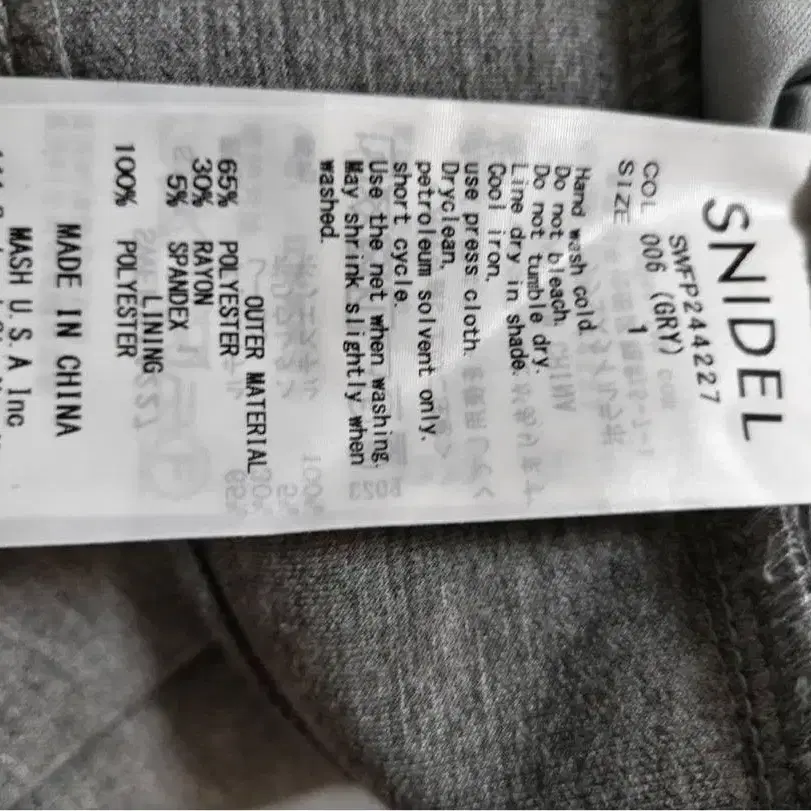 SNIDEL
SWFP244227
COL 006 (GRY)
SIZE 1
Hand wash cold.
Do not bleach.
Do not tumble dry.
Line dry in shade.
Cool iron,
use press cloth.
Dryclean,
petroleum solvent only.
short cycle.
Use the net when washing.
May shrink slightly when
washed.
OUTER MATERIAL
65% POLYESTER
30% RAYON
5% SPANDEX
LINING
100% POLYESTER
MADE IN CHINA
MASH U.S.A Inc